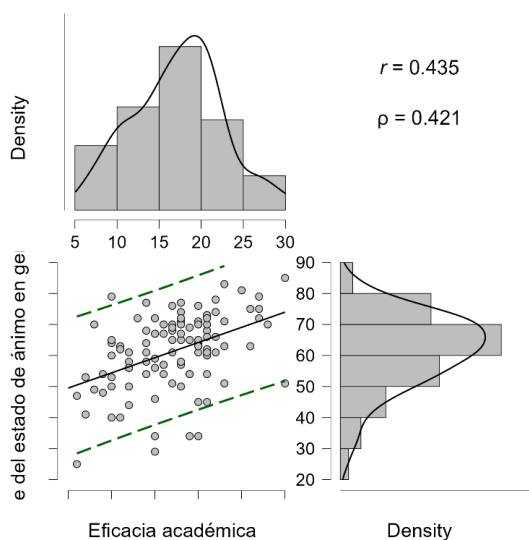 Density
r = 0.435
ρ = 0.421
5 10 15 20 25 30
e del estado de ánimo en ge
90
80
70
60
50
40
30
20
Eficacia académica
Density